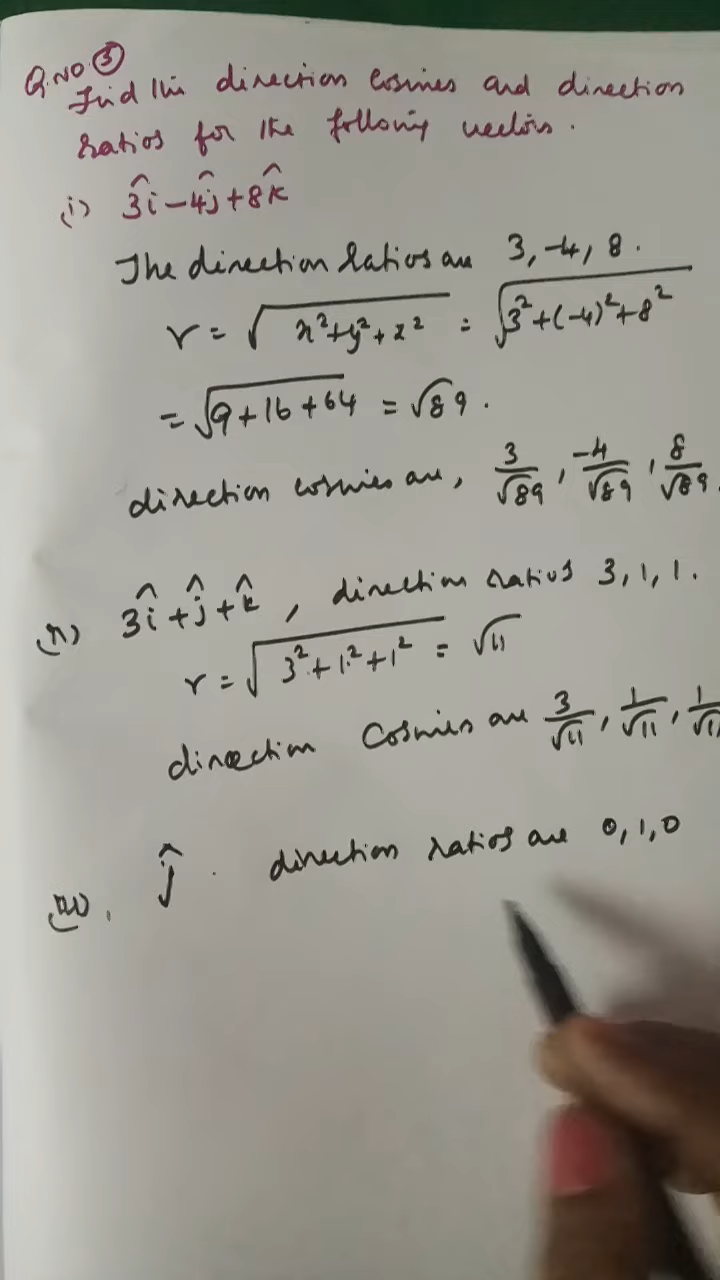 Q.NO ③
Find the direction cosines and direction
ratios for the following vectors.
(i) 3î-4ĵ+8k̂
The direction ratios are 3, -4, 8.
r = √(x²+y²+z²) = √(3²+(-4)²+8²)
= √(9+16+64) = √89.
direction cosines are, 3/√89, -4/√89, 8/√89.
(ii) 3î+ĵ+k̂, direction ratios 3, 1, 1.
r = √(3²+1²+1²) = √11
direction Cosines are 3/√11, 1/√11, 1/√11
(iii). ĵ. direction ratios are 0, 1, 0